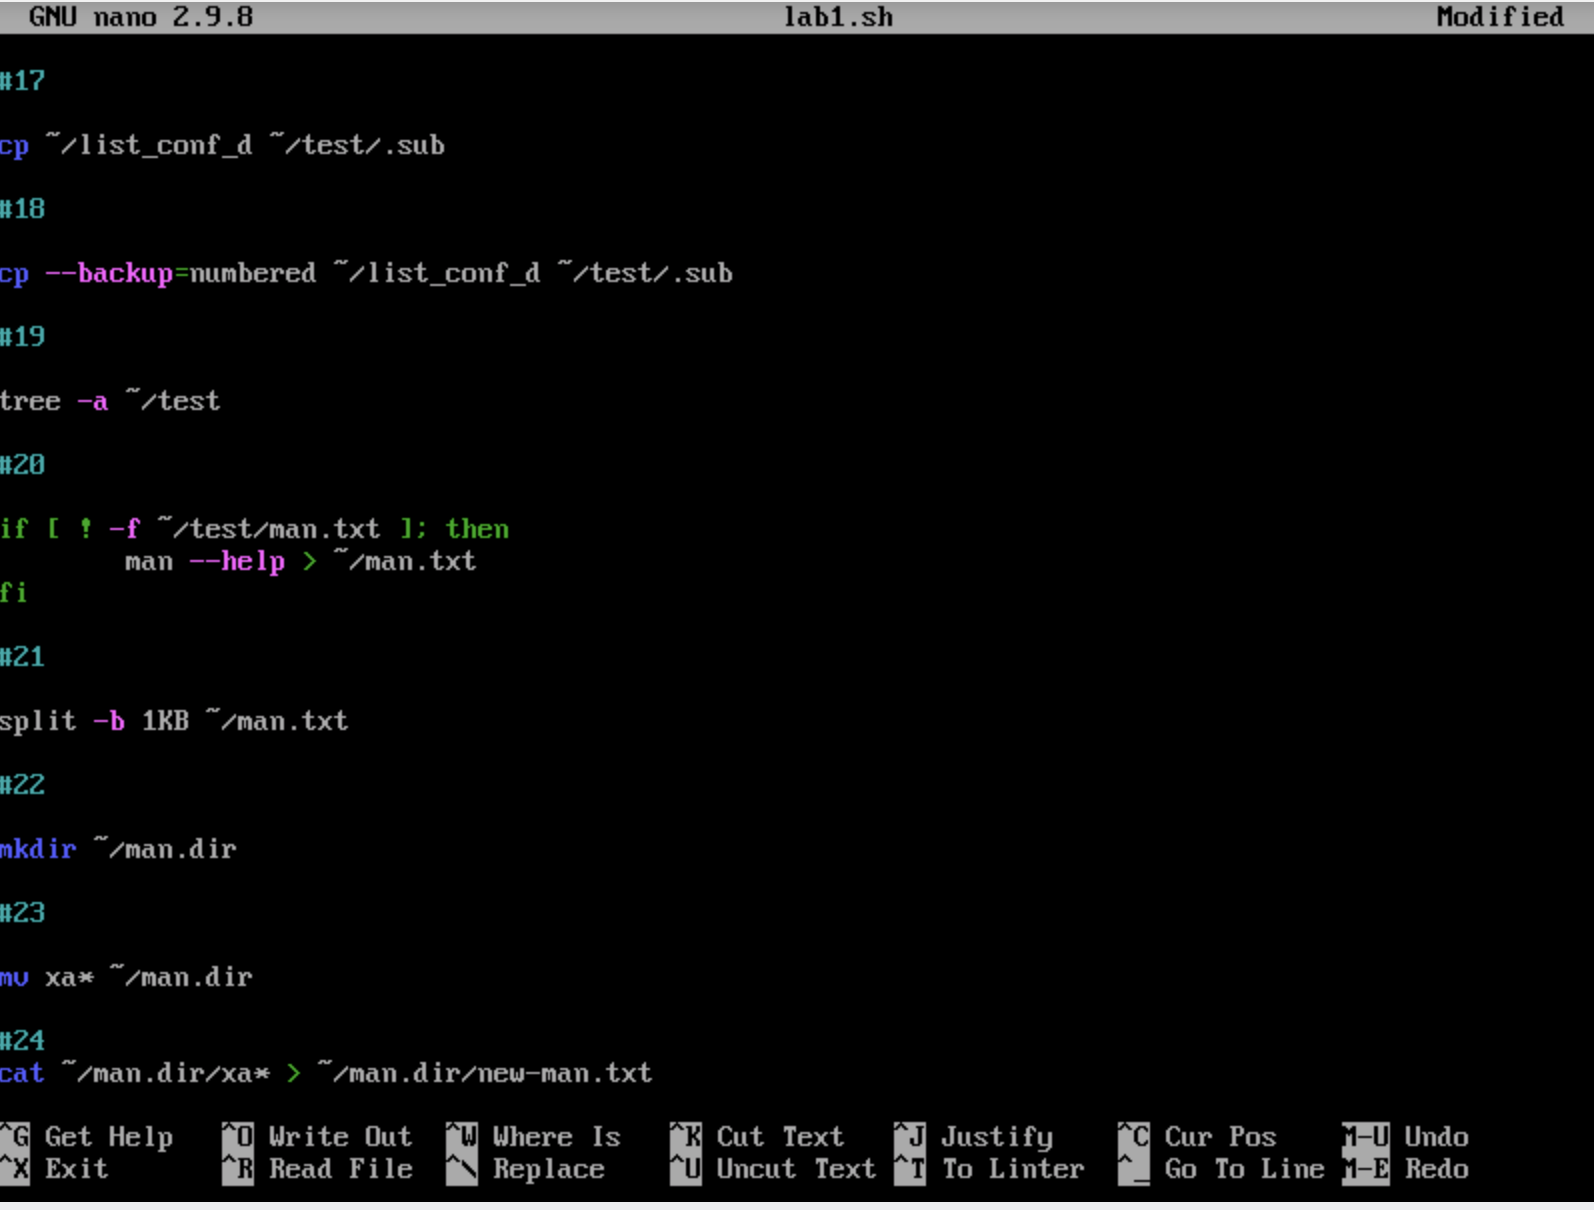 GNU nano 2.9.8 lab1.sh Modified
#17
cp ~/list_conf_d ~/test/.sub
#18
cp --backup=numbered ~/list_conf_d ~/test/.sub
#19
tree -a ~/test
#20
if [ ! -f ~/test/man.txt ]; then
man --help > ~/man.txt
fi
#21
split -b 1KB ~/man.txt
#22
mkdir ~/man.dir
#23
mv xa* ~/man.dir
#24
cat ~/man.dir/xa* > ~/man.dir/new-man.txt
^G Get Help ^O Write Out ^W Where Is ^K Cut Text ^J Justify ^C Cur Pos M-U Undo
^X Exit ^R Read File ^\ Replace ^U Uncut Text ^T To Linter ^_ Go To Line M-E Redo